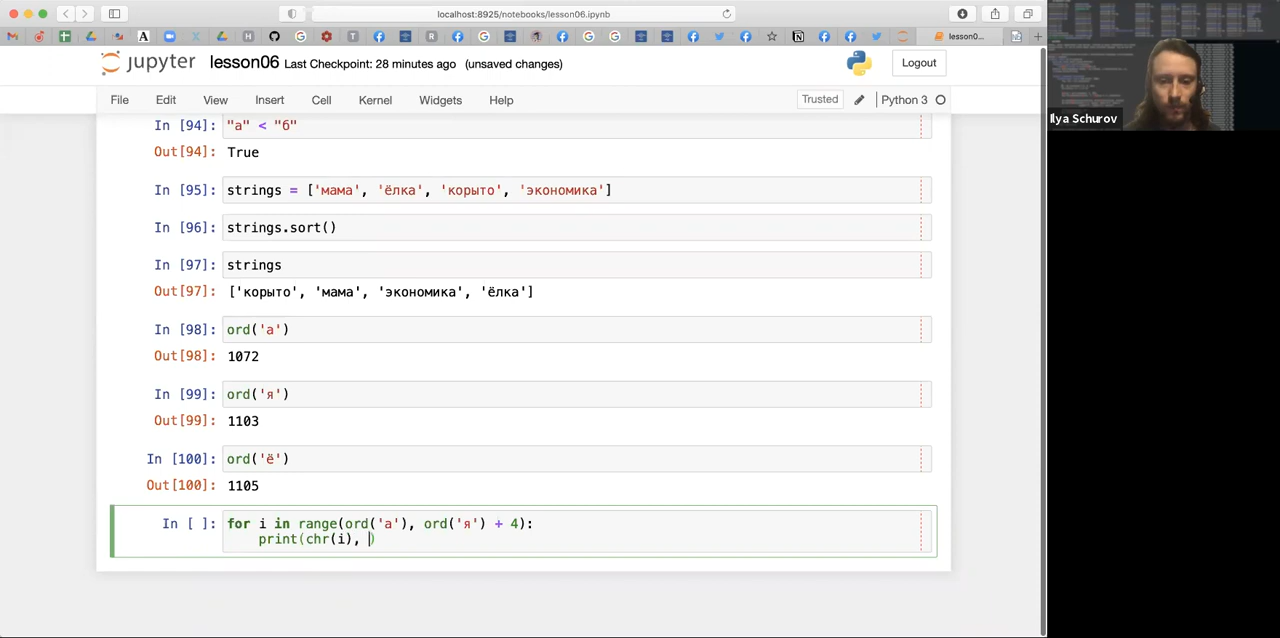 localhost:8925/notebooks/lesson06.ipynb
lesson0...
jupyter lesson06 Last Checkpoint: 28 minutes ago (unsaved changes)
Logout
File Edit View Insert Cell Kernel Widgets Help
Trusted Python 3
Ilya Schurov
In [94]: "а" < "б"
Out[94]: True
In [95]: strings = ['мама', 'ёлка', 'корыто', 'экономика']
In [96]: strings.sort()
In [97]: strings
Out[97]: ['корыто', 'мама', 'экономика', 'ёлка']
In [98]: ord('а')
Out[98]: 1072
In [99]: ord('я')
Out[99]: 1103
In [100]: ord('ё')
Out[100]: 1105
In [ ]: for i in range(ord('а'), ord('я') + 4):
print(chr(i), )